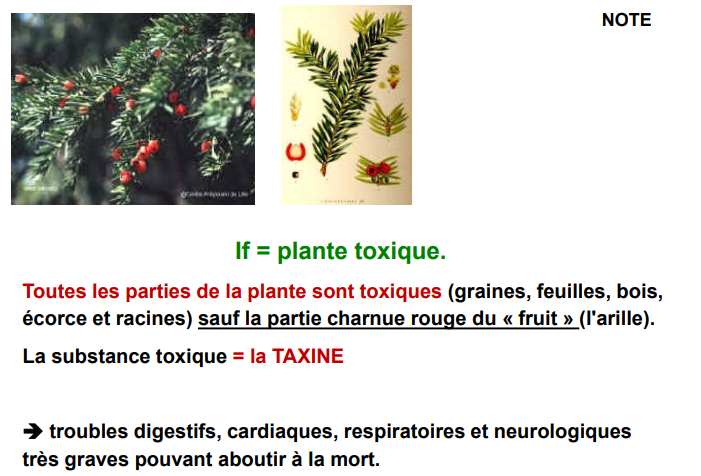 NOTE
©Centre Antipoison de Lille
If = plante toxique.
Toutes les parties de la plante sont toxiques (graines, feuilles, bois,
écorce et racines) sauf la partie charnue rouge du « fruit » (l'arille).
La substance toxique = la TAXINE
➔ troubles digestifs, cardiaques, respiratoires et neurologiques
très graves pouvant aboutir à la mort.